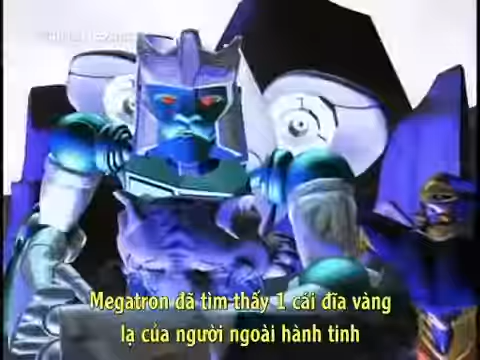 Megatron đã tìm thấy 1 cái đĩa vàng
lạ của người ngoài hành tinh